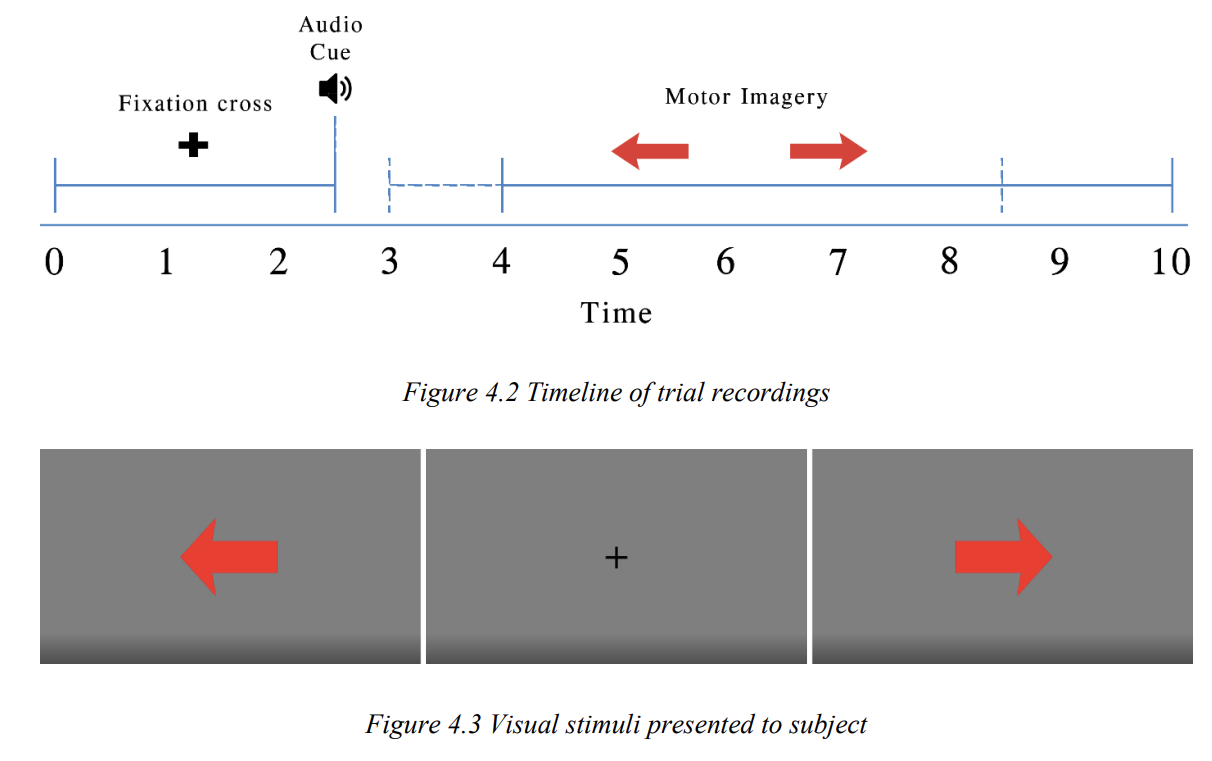 Audio
Cue
Fixation cross
Motor Imagery
0 1 2 3 4 5 6 7 8 9 10
Time
Figure 4.2 Timeline of trial recordings
Figure 4.3 Visual stimuli presented to subject